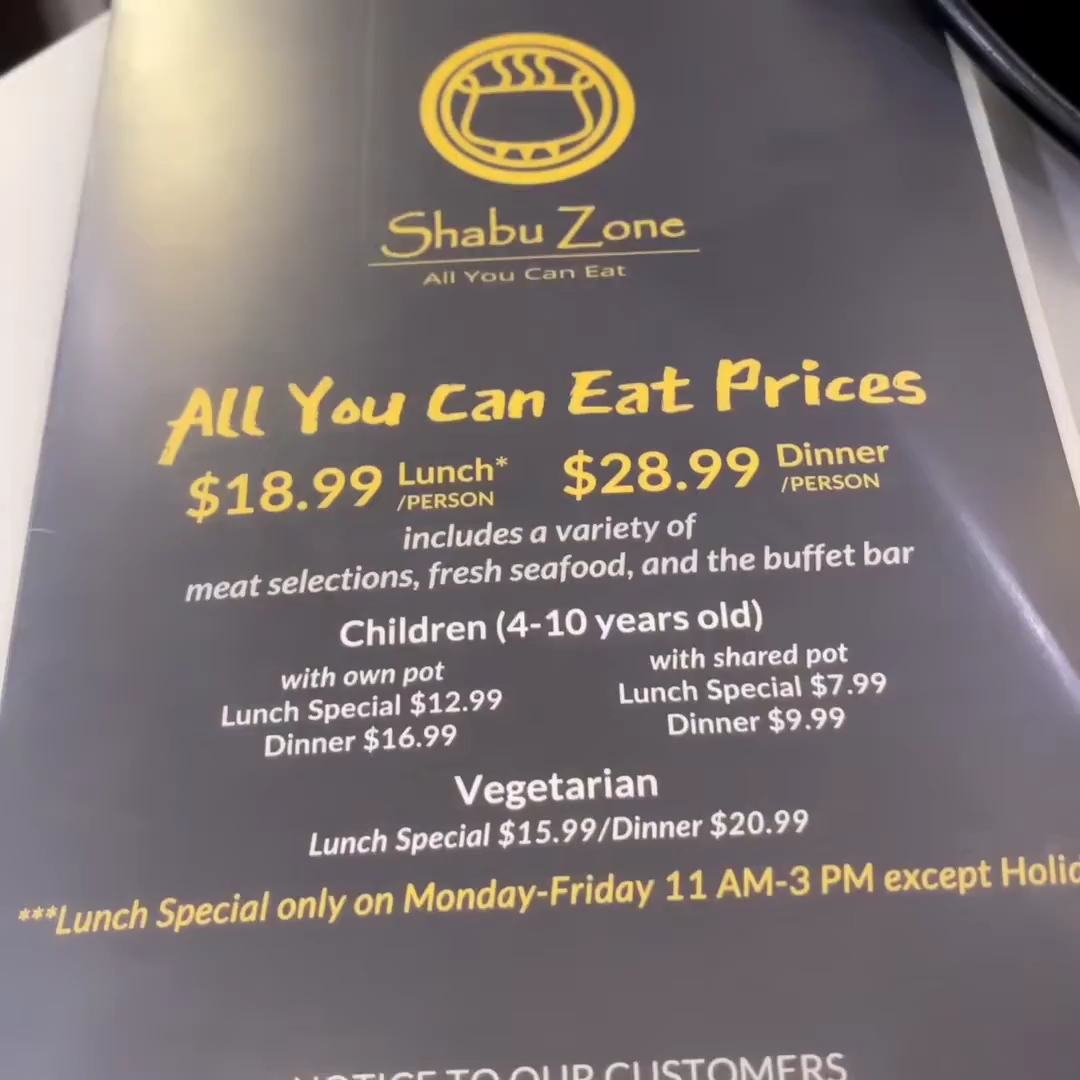 Shabu Zone
All You Can Eat
All You Can Eat Prices
$18.99 Lunch* /PERSON $28.99 Dinner /PERSON
includes a variety of
meat selections, fresh seafood, and the buffet bar
Children (4-10 years old)
with own pot
Lunch Special $12.99
Dinner $16.99
with shared pot
Lunch Special $7.99
Dinner $9.99
Vegetarian
Lunch Special $15.99/Dinner $20.99
***Lunch Special only on Monday-Friday 11 AM-3 PM except
NOTICE TO OUR CUSTOMERS